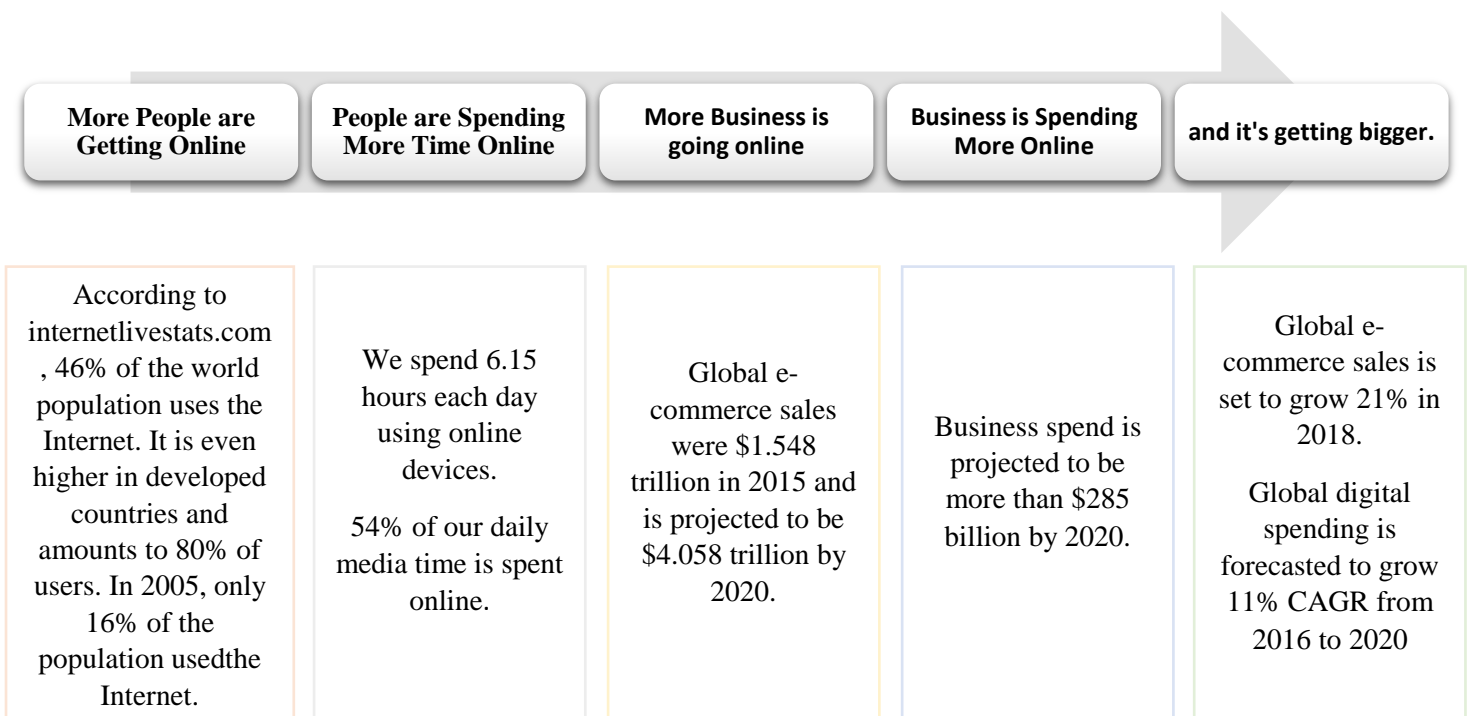 More People are
Getting Online
People are Spending
More Time Online
More Business is
going online
Business is Spending
More Online
and it's getting bigger.
According to
internetlivestats.com
, 46% of the world
population uses the
Internet. It is even
higher in developed
countries and
amounts to 80% of
users. In 2005, only
16% of the
population usedthe
Internet.
We spend 6.15
hours each day
using online
devices.
54% of our daily
media time is spent
online.
Global e-
commerce sales
were $1.548
trillion in 2015 and
is projected to be
$4.058 trillion by
2020.
Business spend is
projected to be
more than $285
billion by 2020.
Global e-
commerce sales is
set to grow 21% in
2018.
Global digital
spending is
forecasted to grow
11% CAGR from
2016 to 2020